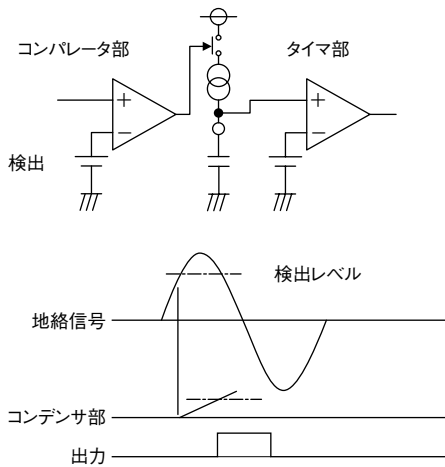 コンパレータ部
タイマ部
+
−
+
−
検出
検出レベル
地絡信号
コンデンサ部
出力